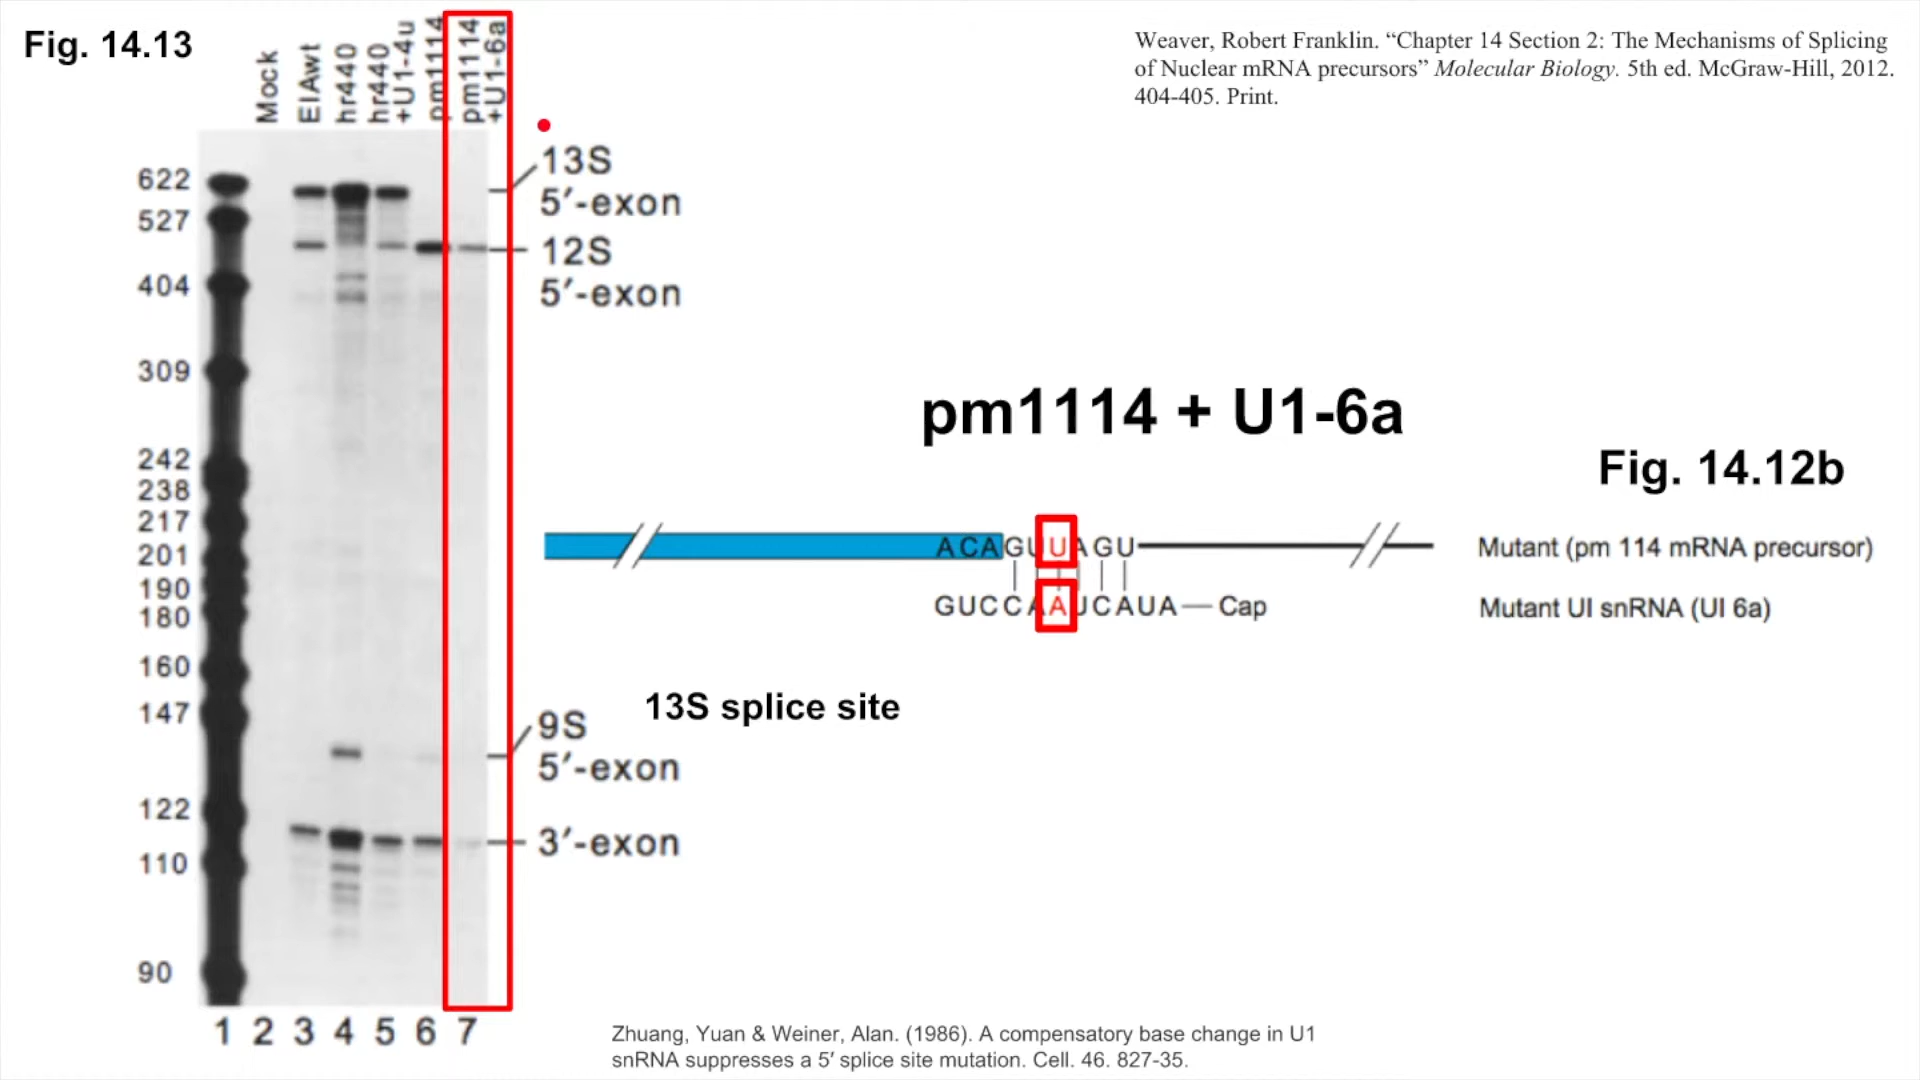 Fig. 14.13
Weaver, Robert Franklin. “Chapter 14 Section 2: The Mechanisms of Splicing
of Nuclear mRNA precursors” Molecular Biology. 5th ed. McGraw-Hill, 2012.
404-405. Print.
Mock
EIAwt
hr440
hr440
+U1-4u
pm1114
pm1114
+U1-6a
622
527
404
309
242
238
217
201
190
180
160
147
122
110
90
13S
5′-exon
12S
5′-exon
9S
5′-exon
3′-exon
1 2 3 4 5 6 7
pm1114 + U1-6a
Fig. 14.12b
ACAGUUAGU
Mutant (pm 114 mRNA precursor)
GUCCAAUCAUA — Cap
Mutant UI snRNA (UI 6a)
13S splice site
Zhuang, Yuan & Weiner, Alan. (1986). A compensatory base change in U1
snRNA suppresses a 5′ splice site mutation. Cell. 46. 827-35.